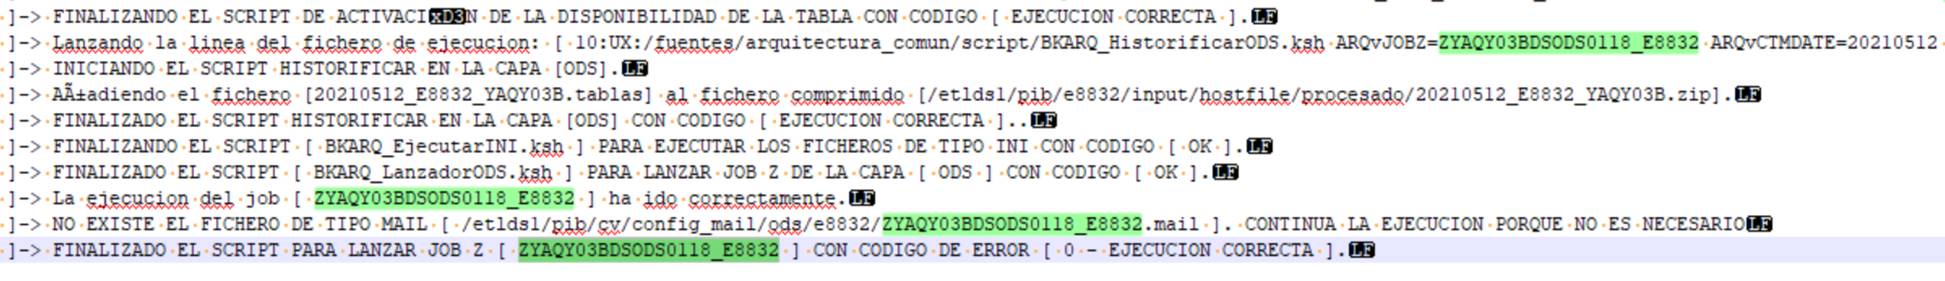 ]-> FINALIZANDO EL SCRIPT DE ACTIVACIxD3N DE LA DISPONIBILIDAD DE LA TABLA CON CODIGO [ EJECUCION CORRECTA ].LF
]-> Lanzando la linea del fichero de ejecucion: [ 10:UX:/fuentes/arquitectura_comun/script/BKARQ_HistorificarODS.ksh ARQvJOBZ=ZYAQY03BDSODS0118_E8832 ARQvCTMDATE=20210512
]-> INICIANDO EL SCRIPT HISTORIFICAR EN LA CAPA [ODS].LF
]-> AÃ±adiendo el fichero [20210512_E8832_YAQY03B.tablas] al fichero comprimido [/etlds1/pib/e8832/input/hostfile/procesado/20210512_E8832_YAQY03B.zip].LF
]-> FINALIZADO EL SCRIPT HISTORIFICAR EN LA CAPA [ODS] CON CODIGO [ EJECUCION CORRECTA ]..LF
]-> FINALIZANDO EL SCRIPT [ BKARQ_EjecutarINI.ksh ] PARA EJECUTAR LOS FICHEROS DE TIPO INI CON CODIGO [ OK ].LF
]-> FINALIZADO EL SCRIPT [ BKARQ_LanzadorODS.ksh ] PARA LANZAR JOB Z DE LA CAPA [ ODS ] CON CODIGO [ OK ].LF
]-> La ejecucion del job [ ZYAQY03BDSODS0118_E8832 ] ha ido correctamente.LF
]-> NO EXISTE EL FICHERO DE TIPO MAIL [ /etlds1/pib/cv/config_mail/ods/e8832/ZYAQY03BDSODS0118_E8832.mail ]. CONTINUA LA EJECUCION PORQUE NO ES NECESARIOLF
]-> FINALIZADO EL SCRIPT PARA LANZAR JOB Z [ ZYAQY03BDSODS0118_E8832 ] CON CODIGO DE ERROR [ 0 - EJECUCION CORRECTA ].LF